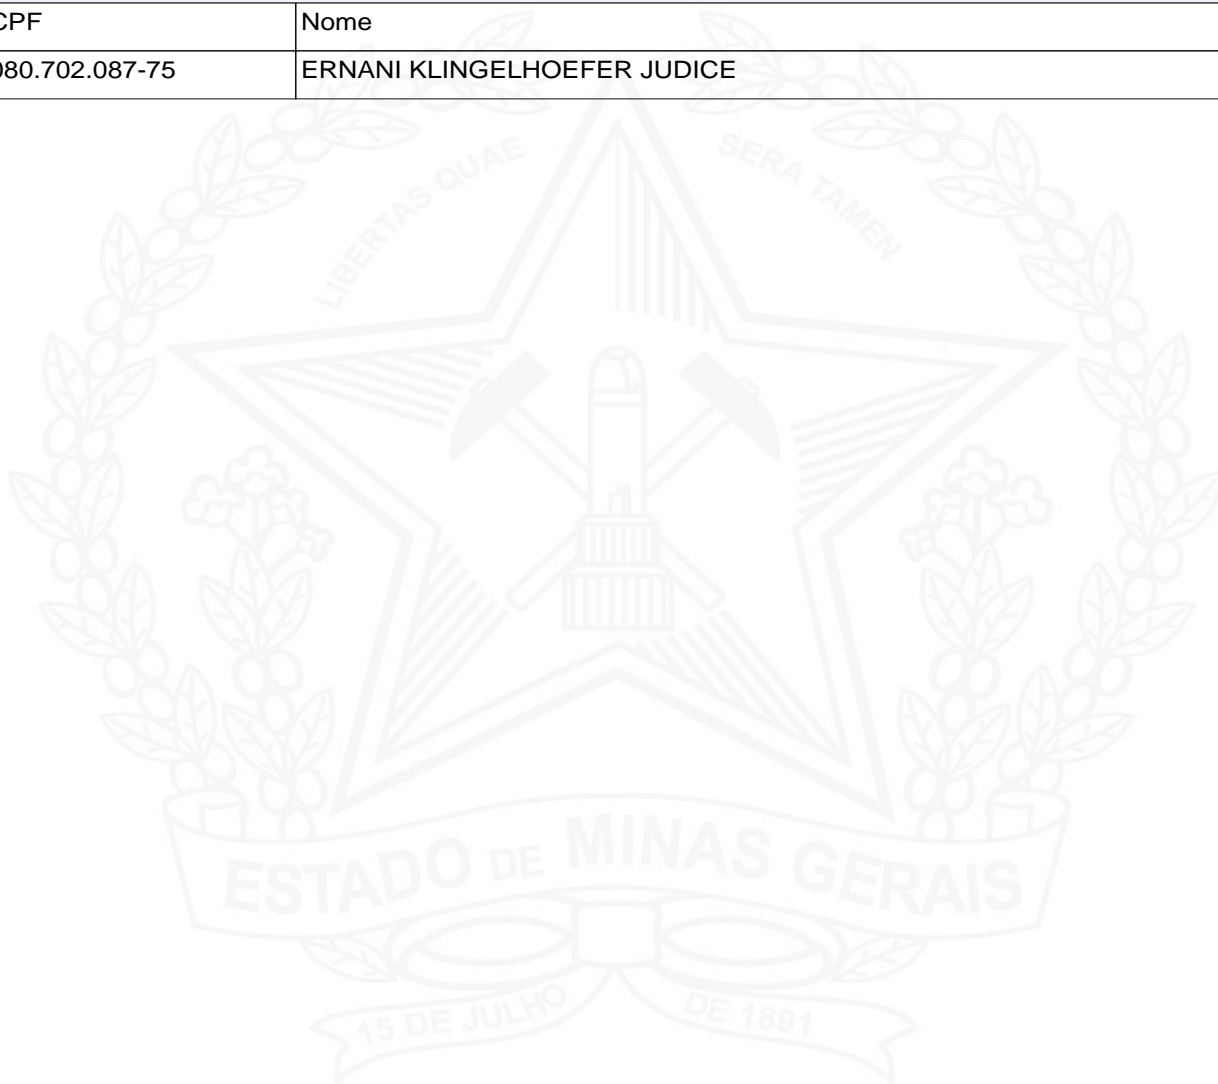 CPF Nome
080.702.087-75 ERNANI KLINGELHOEFER JUDICE
LIBERTAS QUAE SERA TAMEN
ESTADO DE MINAS GERAIS
15 DE JULHO DE 1891